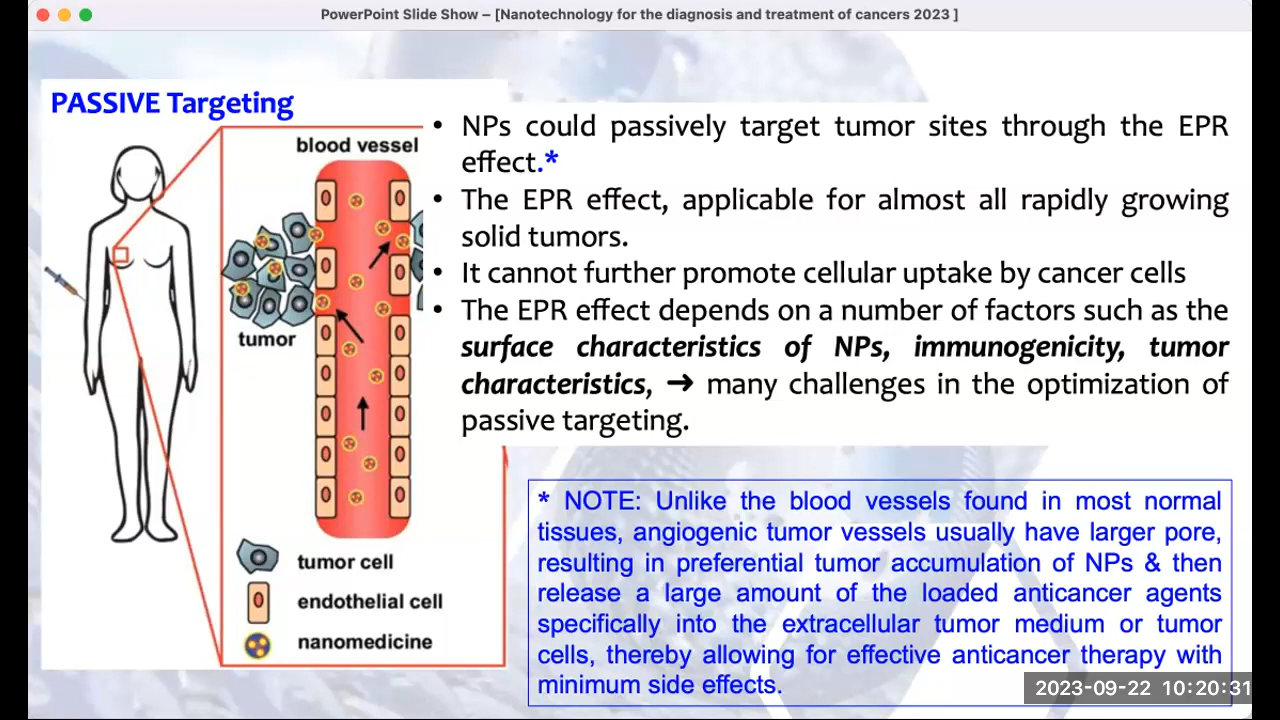 PowerPoint Slide Show – [Nanotechnology for the diagnosis and treatment of cancers 2023 ]
PASSIVE Targeting
blood vessel
tumor
tumor cell
endothelial cell
nanomedicine
• NPs could passively target tumor sites through the EPR
effect.*
• The EPR effect, applicable for almost all rapidly growing
solid tumors.
• It cannot further promote cellular uptake by cancer cells
• The EPR effect depends on a number of factors such as the
surface characteristics of NPs, immunogenicity, tumor
characteristics, ➔ many challenges in the optimization of
passive targeting.
* NOTE: Unlike the blood vessels found in most normal
tissues, angiogenic tumor vessels usually have larger pore,
resulting in preferential tumor accumulation of NPs & then
release a large amount of the loaded anticancer agents
specifically into the extracellular tumor medium or tumor
cells, thereby allowing for effective anticancer therapy with
minimum side effects.
2023-09-22 10:20:31